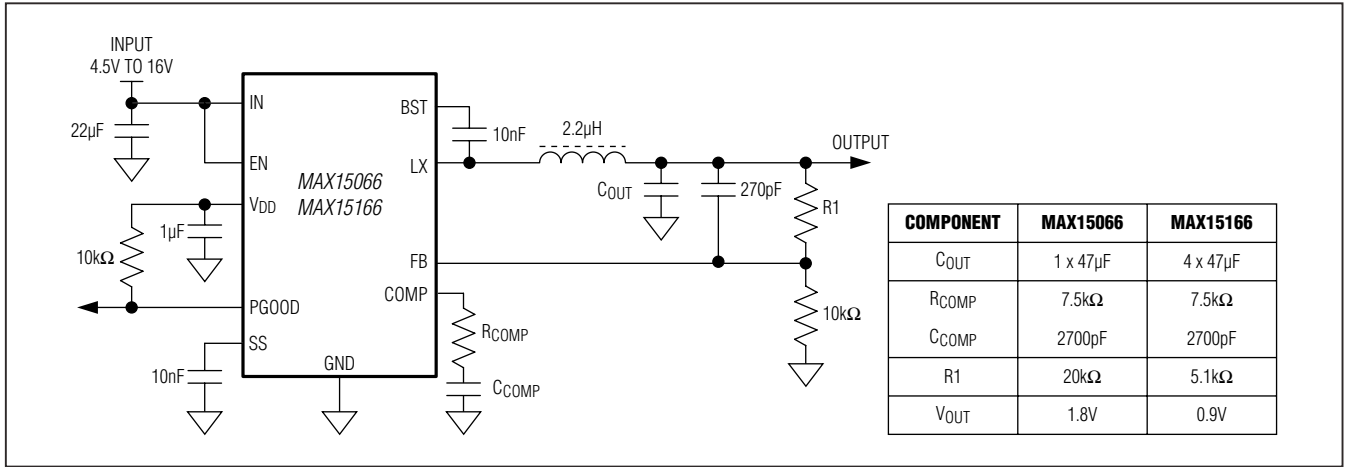 INPUT
4.5V TO 16V
22µF
IN
EN
VDD
1µF
10kΩ
PGOOD
SS
10nF
GND
MAX15066
MAX15166
BST
10nF
LX
2.2µH
OUTPUT
COUT
270pF
R1
FB
COMP
RCOMP
CCOMP
10kΩ
COMPONENT MAX15066 MAX15166
COUT 1 x 47µF 4 x 47µF
RCOMP 7.5kΩ 7.5kΩ
CCOMP 2700pF 2700pF
R1 20kΩ 5.1kΩ
VOUT 1.8V 0.9V